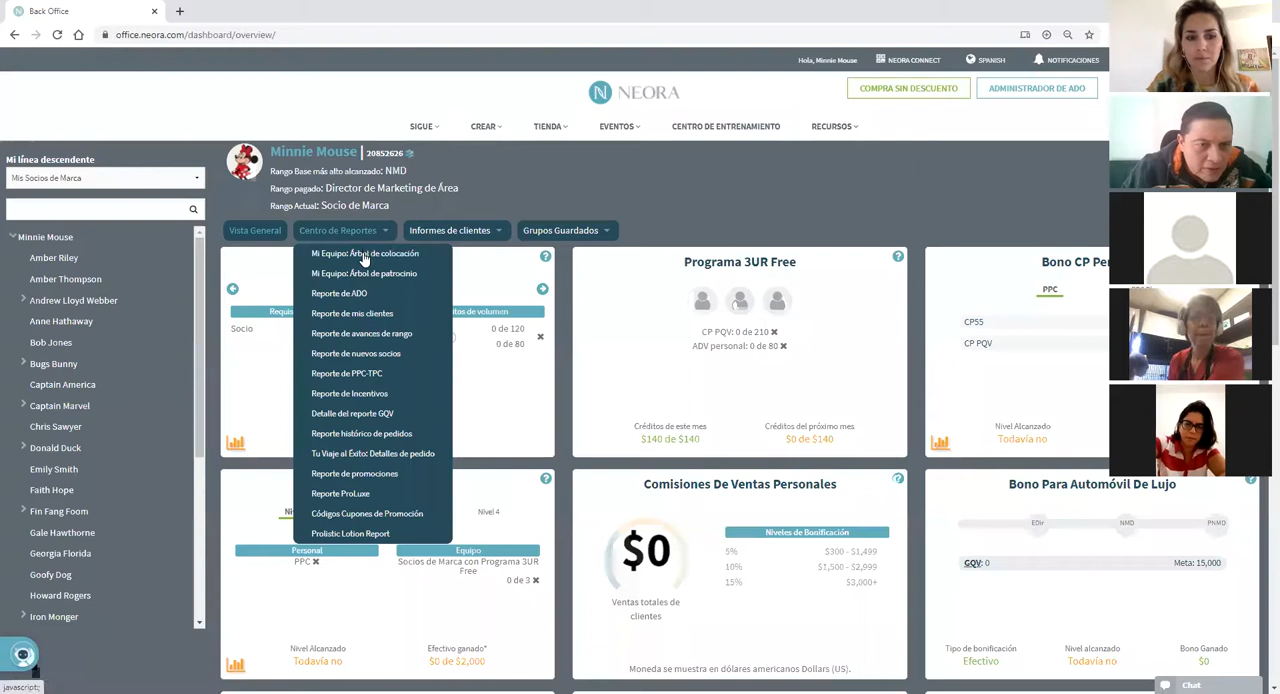 Back Office
office.neora.com/dashboard/overview/
Hola, Minnie Mouse
NEORA CONNECT
SPANISH
NOTIFICACIONES
N NEORA
COMPRA SIN DESCUENTO
ADMINISTRADOR DE ADO
SIGUE
CREAR
TIENDA
EVENTOS
CENTRO DE ENTRENAMIENTO
RECURSOS
Mi línea descendente
Mis Socios de Marca
Minnie Mouse
Amber Riley
Amber Thompson
Andrew Lloyd Webber
Anne Hathaway
Bob Jones
Bugs Bunny
Captain America
Captain Marvel
Chris Sawyer
Donald Duck
Emily Smith
Faith Hope
Fin Fang Foom
Gale Hawthorne
Georgia Florida
Goofy Dog
Howard Rogers
Iron Monger
Minnie Mouse | 20852626
Rango Base más alto alcanzado: NMD
Rango pagado: Director de Marketing de Área
Rango Actual: Socio de Marca
Vista General
Centro de Reportes
Informes de clientes
Grupos Guardados
Mi Equipo: Árbol de colocación
Mi Equipo: Árbol de patrocinio
Reporte de ADO
Reporte de mis clientes
Reporte de avances de rango
Reporte de nuevos socios
Reporte de PPC-TPC
Reporte de Incentivos
Detalle del reporte GQV
Reporte histórico de pedidos
Tu Viaje al Éxito: Detalles de pedido
Reporte de promociones
Reporte ProLuxe
Códigos Cupones de Promoción
Prolistic Lotion Report
Socio
0 de 120
0 de 80
Programa 3UR Free
CP PQV: 0 de 210
ADV personal: 0 de 80
Créditos de este mes
$140 de $140
Créditos del próximo mes
$0 de $140
PPC
CP55
CP PQV
Nivel Alcanzado
Todavía no
Nivel 4
Personal
PPC
Equipo
Socios de Marca con Programa 3UR
Free
0 de 3
Nivel Alcanzado
Todavía no
Efectivo ganado*
$0 de $2,000
Comisiones De Ventas Personales
$0
Ventas totales de
clientes
Niveles de Bonificación
5% $300 - $1,499
10% $1,500 - $2,999
15% $3,000+
Moneda se muestra en dólares americanos Dollars (US).
Bono Para Automóvil De Lujo
EDir
NMD
PNMD
GQV: 0
Meta: 15,000
Tipo de bonificación
Efectivo
Nivel alcanzado
Todavía no
Bono Ganado
$0
Chat
javascript:;